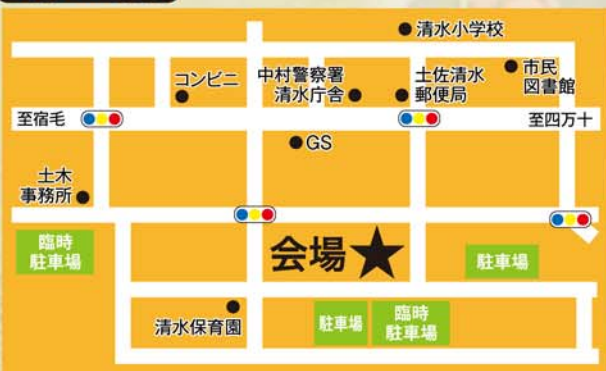 清水小学校
コンビニ
中村警察署
清水庁舎
土佐清水
郵便局
市民
図書館
至宿毛
至四万十
GS
土木
事務所
臨時
駐車場
会場★
駐車場
清水保育園
駐車場
臨時
駐車場